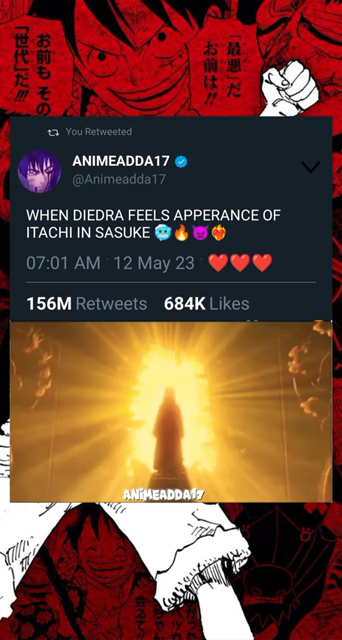 「最悪」だ
お前は!!
お前も その
『世代』だ!!!
You Retweeted
ANIMEADDA17
@Animeadda17
WHEN DIEDRA FEELS APPERANCE OF
ITACHI IN SASUKE 🥶🔥😈❤️‍🔥
07:01 AM · 12 May 23 · ❤️❤️❤️
156M Retweets 684K Likes
ANIMEADDA17